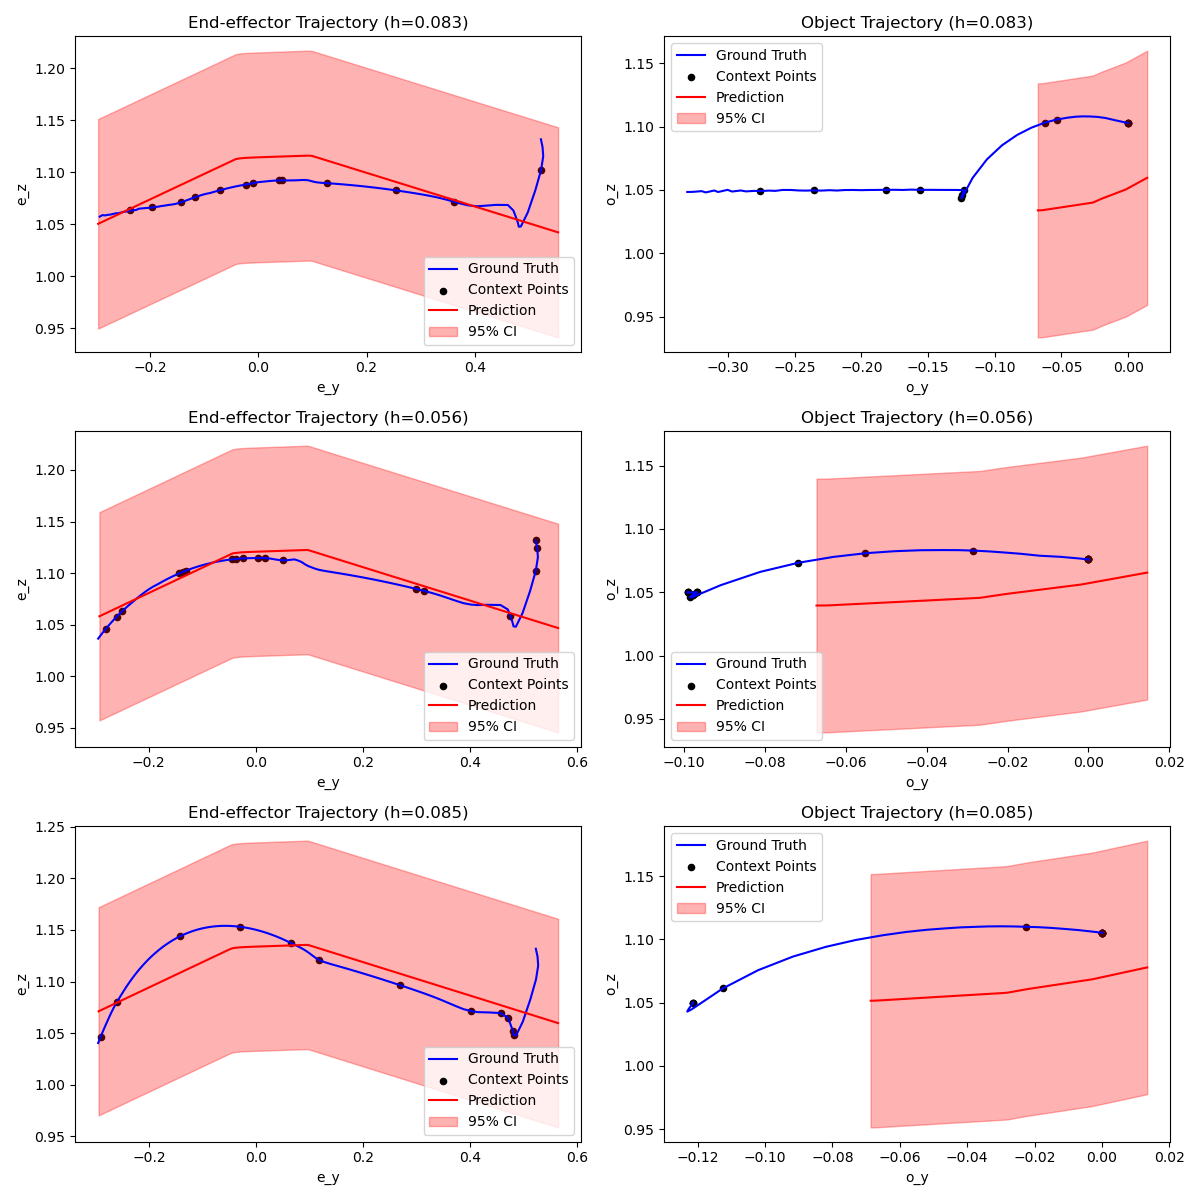 End-effector Trajectory (h=0.083)
e_z
1.20
1.15
1.10
1.05
1.00
0.95
Ground Truth
Context Points
Prediction
95% CI
−0.2 0.0 0.2 0.4
e_y
Object Trajectory (h=0.083)
o_z
1.15
1.10
1.05
1.00
0.95
Ground Truth
Context Points
Prediction
95% CI
−0.30 −0.25 −0.20 −0.15 −0.10 −0.05 0.00
o_y
End-effector Trajectory (h=0.056)
e_z
1.20
1.15
1.10
1.05
1.00
0.95
Ground Truth
Context Points
Prediction
95% CI
−0.2 0.0 0.2 0.4 0.6
e_y
Object Trajectory (h=0.056)
o_z
1.15
1.10
1.05
1.00
0.95
Ground Truth
Context Points
Prediction
95% CI
−0.10 −0.08 −0.06 −0.04 −0.02 0.00 0.02
o_y
End-effector Trajectory (h=0.085)
e_z
1.25
1.20
1.15
1.10
1.05
1.00
0.95
Ground Truth
Context Points
Prediction
95% CI
−0.2 0.0 0.2 0.4 0.6
e_y
Object Trajectory (h=0.085)
o_z
1.15
1.10
1.05
1.00
0.95
Ground Truth
Context Points
Prediction
95% CI
−0.12 −0.10 −0.08 −0.06 −0.04 −0.02 0.00 0.02
o_y